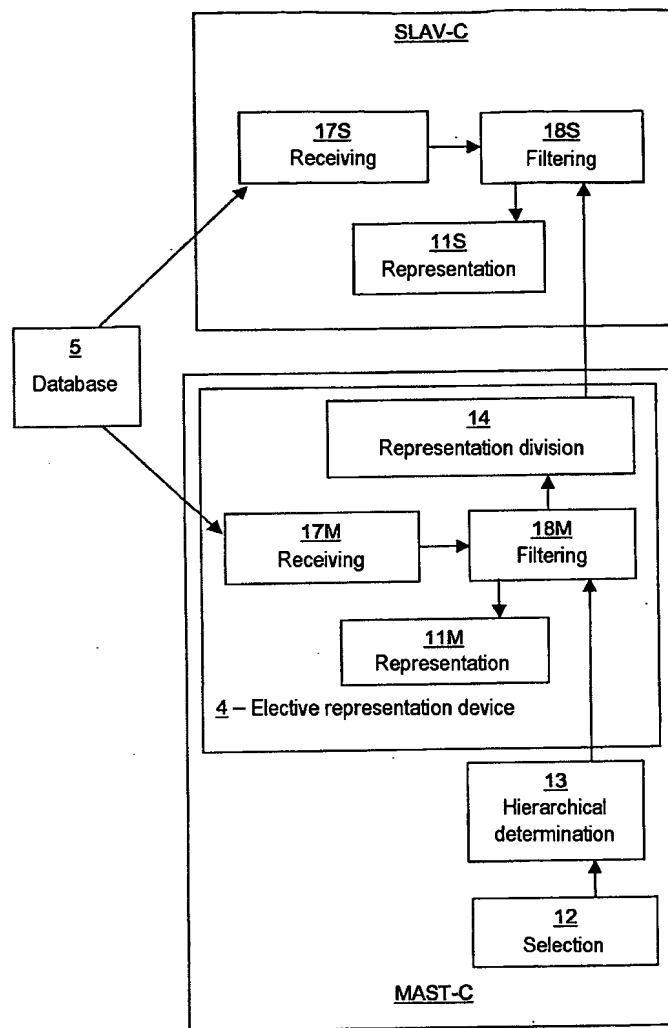 SLAV-C
17S
Receiving
18S
Filtering
11S
Representation
5
Database
14
Representation division
17M
Receiving
18M
Filtering
11M
Representation
4 – Elective representation device
13
Hierarchical
determination
12
Selection
MAST-C